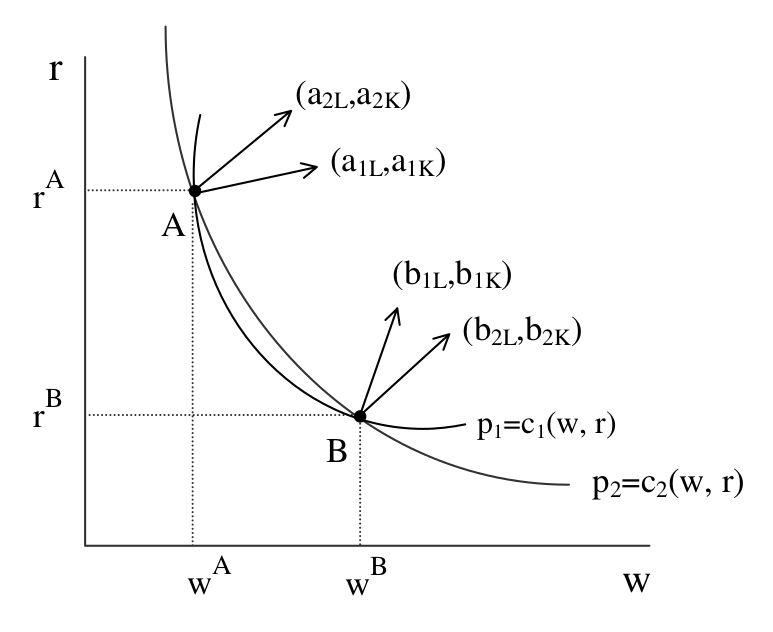 r
(a₂L,a₂K)
(a₁L,a₁K)
rᴬ
A
(b₁L,b₁K)
(b₂L,b₂K)
rᴮ
p₁=c₁(w, r)
B
p₂=c₂(w, r)
wᴬ
wᴮ
w